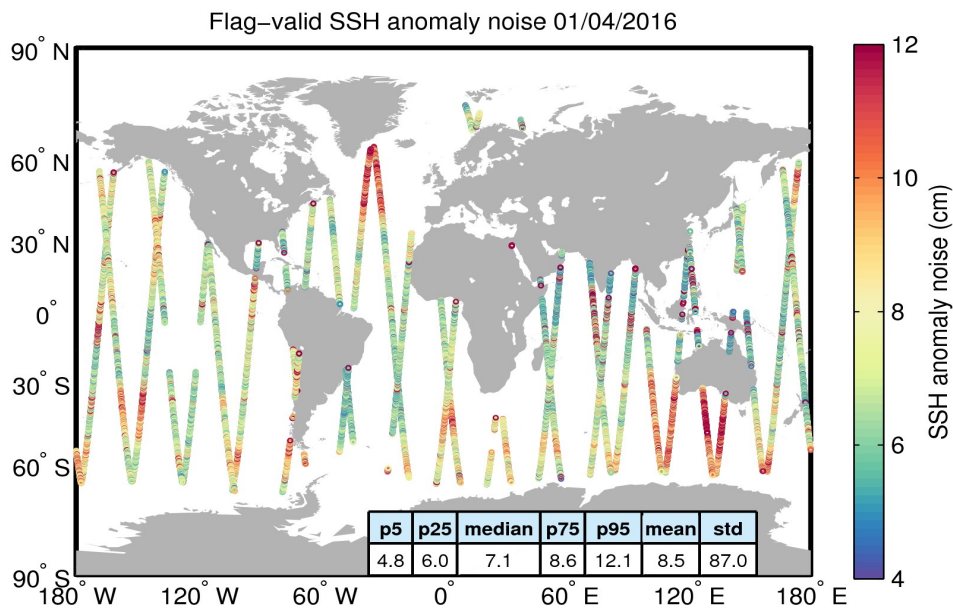 Flag−valid SSH anomaly noise 01/04/2016
90° N
60° N
30° N
0°
30° S
60° S
90° S
180° W
120° W
60° W
0°
60° E
120° E
180° E
12
10
8
6
4
SSH anomaly noise (cm)
p5 p25 median p75 p95 mean std
4.8 6.0 7.1 8.6 12.1 8.5 87.0